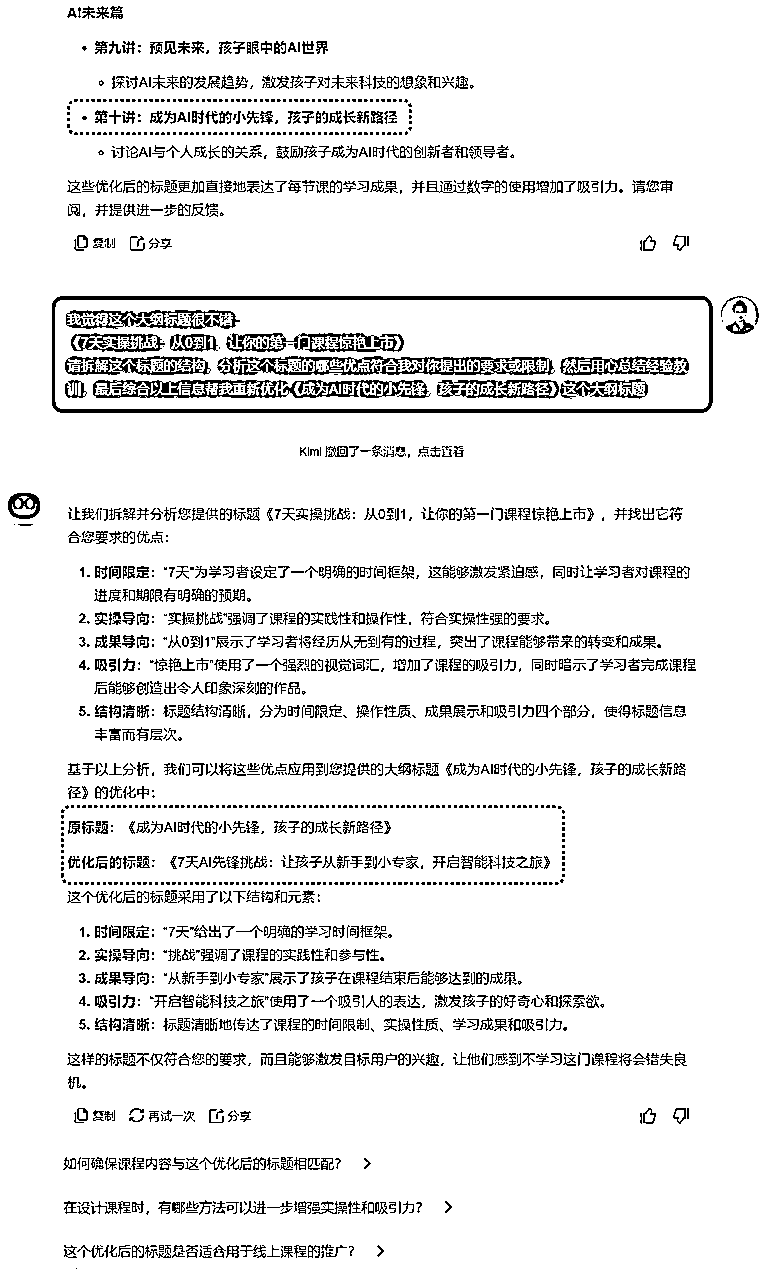 AI未来篇
• 第九讲：预见未来，孩子眼中的AI世界
◦ 探讨AI未来的发展趋势，激发孩子对未来科技的想象和兴趣。
• 第十讲：成为AI时代的小先锋，孩子的成长新路径
◦ 讨论AI与个人成长的关系，鼓励孩子成为AI时代的创新者和领导者。
这些优化后的标题更加直接地表达了每节课的学习成果，并且通过数字的使用增加了吸引力。请您审
阅，并提供进一步的反馈。
复制 分享
我觉得这个大纲标题很不错
《7天实操挑战：从0到1，让你的第一门课程惊艳上市》
请拆解这个标题的结构，分析这个标题的哪些优点符合我对你提出的要求或限制，然后用心总结经验教
训，最后综合以上信息帮我重新优化《成为AI时代的小先锋，孩子的成长新路径》这个大纲标题
Kimi 撤回了一条消息，点击查看
让我们拆解并分析您提供的标题《7天实操挑战：从0到1，让你的第一门课程惊艳上市》，并找出它符
合您要求的优点：
1. 时间限定：“7天”为学习者设定了一个明确的时间框架，这能够激发紧迫感，同时让学习者对课程的
进度和期限有明确的预期。
2. 实操导向：“实操挑战”强调了课程的实践性和操作性，符合实操性强的要求。
3. 成果导向：“从0到1”展示了学习者将经历从无到有的过程，突出了课程能够带来的转变和成果。
4. 吸引力：“惊艳上市”使用了一个强烈的视觉词汇，增加了课程的吸引力，同时暗示了学习者完成课程
后能够创造出令人印象深刻的作品。
5. 结构清晰：标题结构清晰，分为时间限定、操作性质、成果展示和吸引力四个部分，使得标题信息
丰富而有层次。
基于以上分析，我们可以将这些优点应用到您提供的大纲标题《成为AI时代的小先锋，孩子的成长新路
径》的优化中：
原标题：《成为AI时代的小先锋，孩子的成长新路径》
优化后的标题：《7天AI先锋挑战：让孩子从新手到小专家，开启智能科技之旅》
这个优化后的标题采用了以下结构和元素：
1. 时间限定：“7天”给出了一个明确的学习时间框架。
2. 实操导向：“挑战”强调了课程的实践性和参与性。
3. 成果导向：“从新手到小专家”展示了孩子在课程结束后能够达到的成果。
4. 吸引力：“开启智能科技之旅”使用了一个吸引人的表达，激发孩子的好奇心和探索欲。
5. 结构清晰：标题清晰地传达了课程的时间限制、实操性质、学习成果和吸引力。
这样的标题不仅符合您的要求，而且能够激发目标用户的兴趣，让他们感到不学习这门课程将会错失良
机。
复制 再试一次 分享
如何确保课程内容与这个优化后的标题相匹配？
在设计课程时，有哪些方法可以进一步增强实操性和吸引力？
这个优化后的标题是否适合用于线上课程的推广？